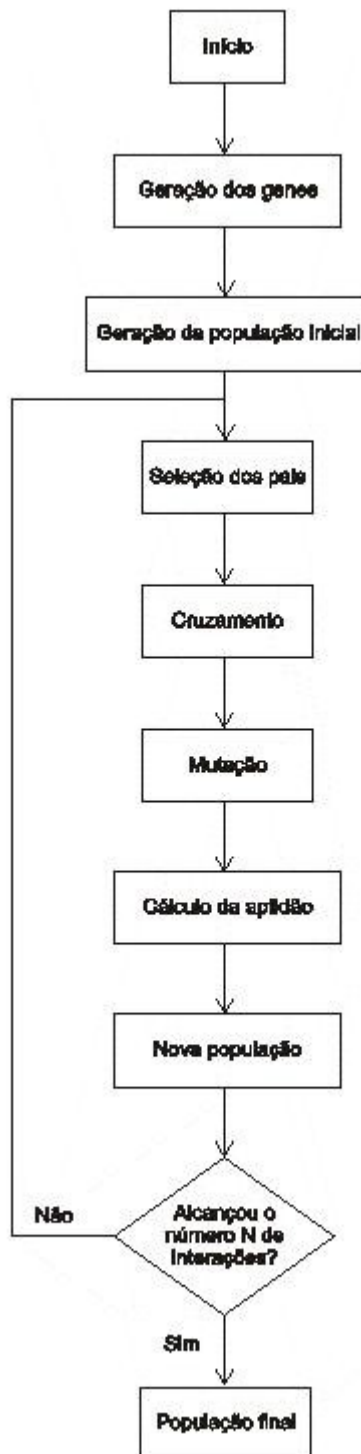 Início
Geração dos genes
Geração da população inicial
Seleção dos pais
Cruzamento
Mutação
Cálculo da aptidão
Nova população
Alcançou o
número N de
interações?
Não
Sim
População final